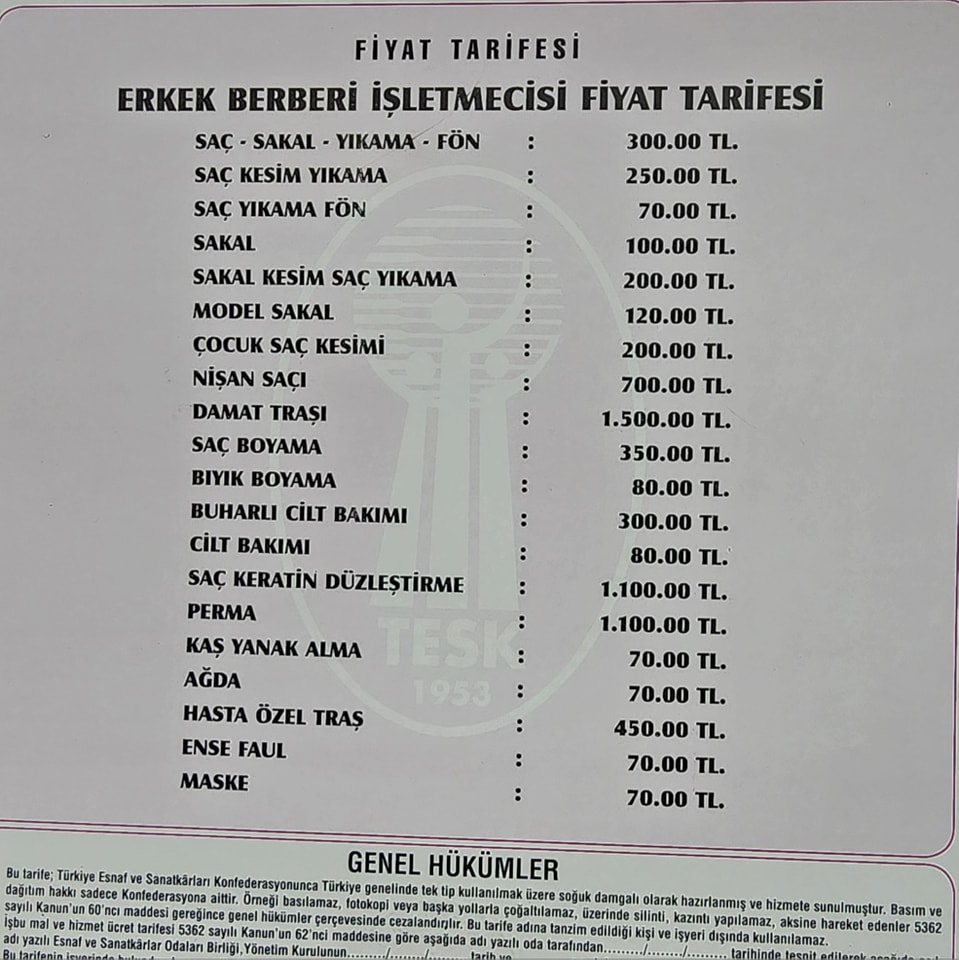 FİYAT TARİFESİ
ERKEK BERBERİ İŞLETMECİSİ FİYAT TARİFESİ
SAÇ - SAKAL - YIKAMA - FÖN : 300.00 TL.
SAÇ KESİM YIKAMA : 250.00 TL.
SAÇ YIKAMA FÖN : 70.00 TL.
SAKAL : 100.00 TL.
SAKAL KESİM SAÇ YIKAMA : 200.00 TL.
MODEL SAKAL : 120.00 TL.
ÇOCUK SAÇ KESİMİ : 200.00 TL.
NİŞAN SAÇI : 700.00 TL.
DAMAT TRAŞI : 1.500.00 TL.
SAÇ BOYAMA : 350.00 TL.
BIYIK BOYAMA : 80.00 TL.
BUHARLI CİLT BAKIMI : 300.00 TL.
CİLT BAKIMI : 80.00 TL.
SAÇ KERATİN DÜZLEŞTİRME : 1.100.00 TL.
PERMA : 1.100.00 TL.
KAŞ YANAK ALMA : 70.00 TL.
AĞDA : 70.00 TL.
HASTA ÖZEL TRAŞ : 450.00 TL.
ENSE FAUL : 70.00 TL.
MASKE : 70.00 TL.
TESK
1953
GENEL HÜKÜMLER
Bu tarife; Türkiye Esnaf ve Sanatkârları Konfederasyonunca Türkiye genelinde tek tip kullanılmak üzere soğuk damgalı olarak hazırlanmış ve hizmete sunulmuştur. Basım ve
dağıtım hakkı sadece Konfederasyona aittir. Örneği basılamaz, fotokopi veya başka yollarla çoğaltılamaz, üzerinde silinti, kazıntı yapılamaz, aksine hareket edenler 5362
sayılı Kanun'un 60'ncı maddesi gereğince genel hükümler çerçevesinde cezalandırılır. Bu tarife adına tanzim edildiği kişi ve işyeri dışında kullanılamaz.
İşbu mal ve hizmet ücret tarifesi 5362 sayılı Kanun'un 62'nci maddesine göre aşağıda adı yazılı oda tarafından........./........./......... tarihinde tespit edilerek
adı yazılı Esnaf ve Sanatkârlar Odaları Birliği,Yönetim Kurulunun........./........./......... tarih ve
Bu tarifenin işyerinde